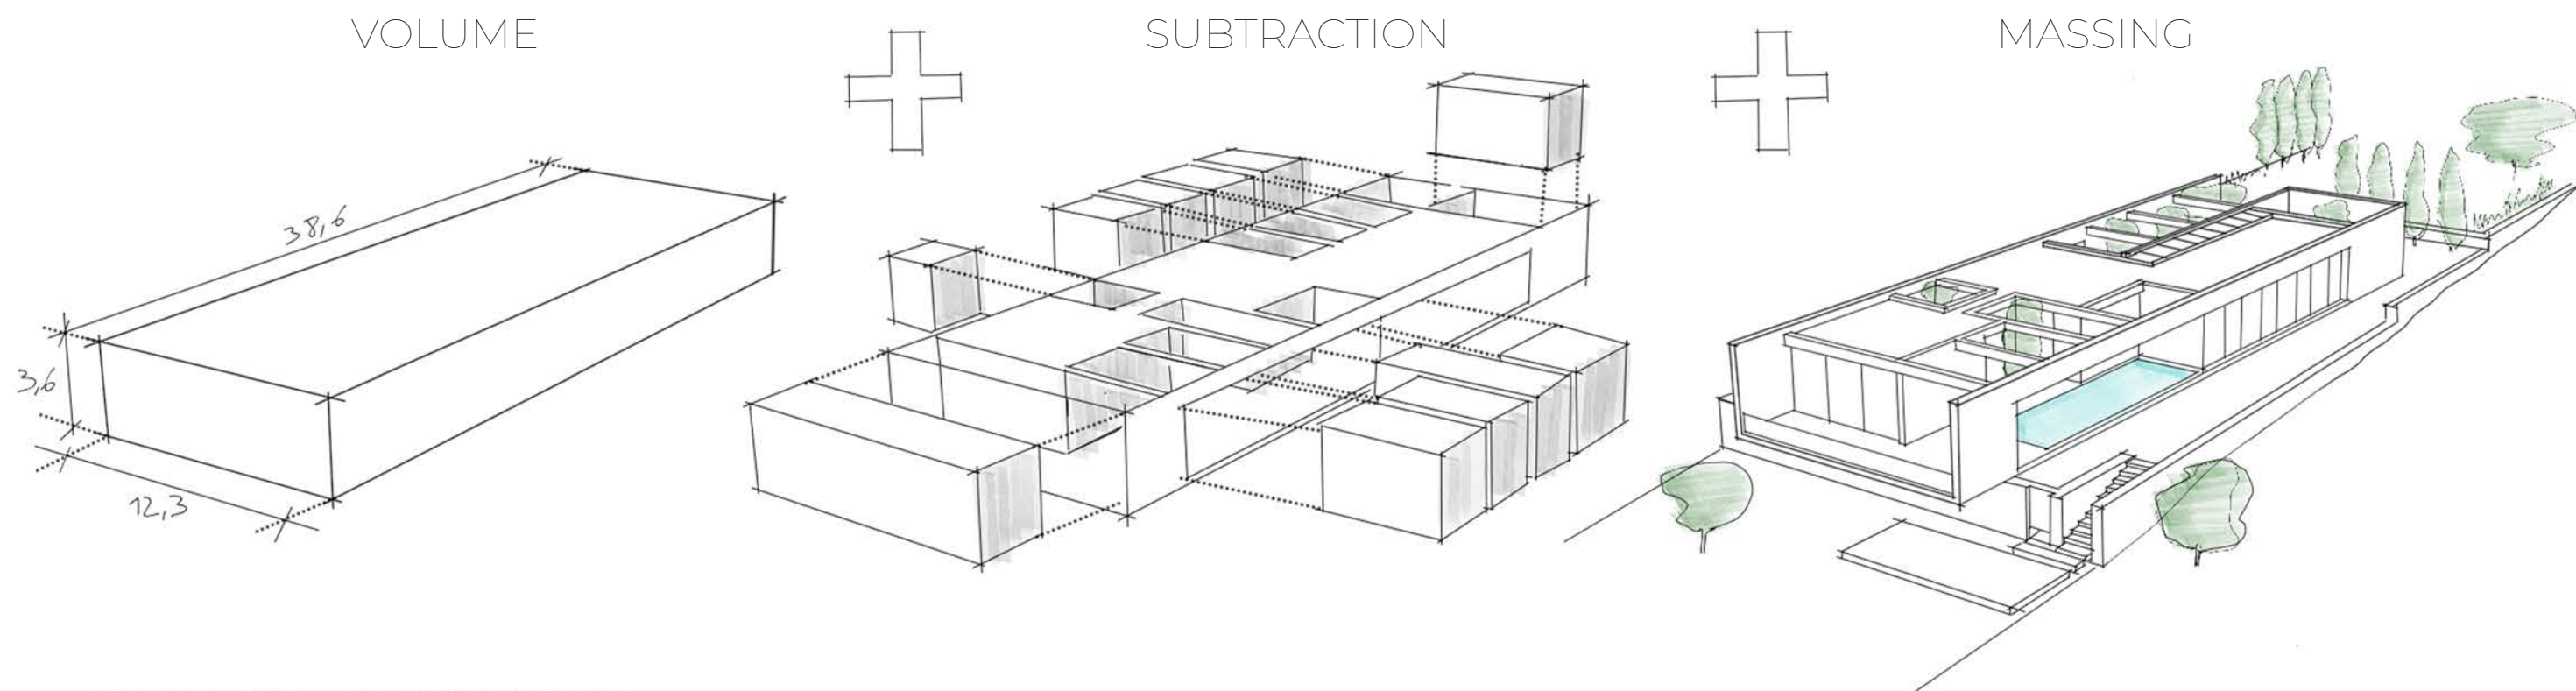 VOLUME
SUBTRACTION
MASSING
38,6
3,6
12,3